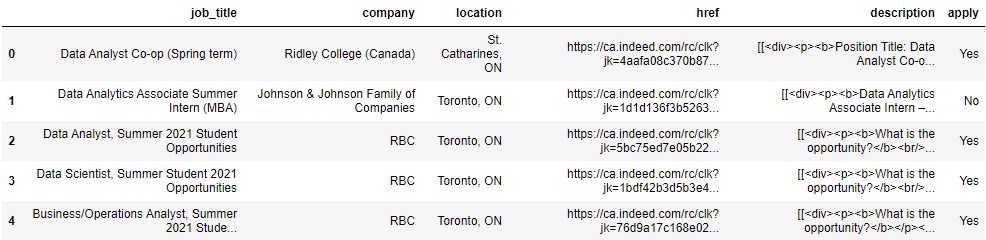 job_title company location href description apply
0 Data Analyst Co-op (Spring term) Ridley College (Canada) St. Catharines, ON https://ca.indeed.com/rc/clk?jk=4aafa08c370b87... [[<div><p><b>Position Title: Data Analyst Co-o... Yes
1 Data Analytics Associate Summer Intern (MBA) Johnson & Johnson Family of Companies Toronto, ON https://ca.indeed.com/rc/clk?jk=1d1d136f3b5263... [[<div><p><b>Data Analytics Associate Intern –... No
2 Data Analyst, Summer 2021 Student Opportunities RBC Toronto, ON https://ca.indeed.com/rc/clk?jk=5bc75ed7e05b22... [[<div><p><b>What is the opportunity?</b><br/>... Yes
3 Data Scientist, Summer Student 2021 Opportunities RBC Toronto, ON https://ca.indeed.com/rc/clk?jk=1bdf42b3d5b3e4... [[<div><p><b>What is the opportunity?</b><br/>... Yes
4 Business/Operations Analyst, Summer 2021 Stude... RBC Toronto, ON https://ca.indeed.com/rc/clk?jk=76d9a17c168e02... [[<div><p><b>What is the opportunity?</b></p><... Yes